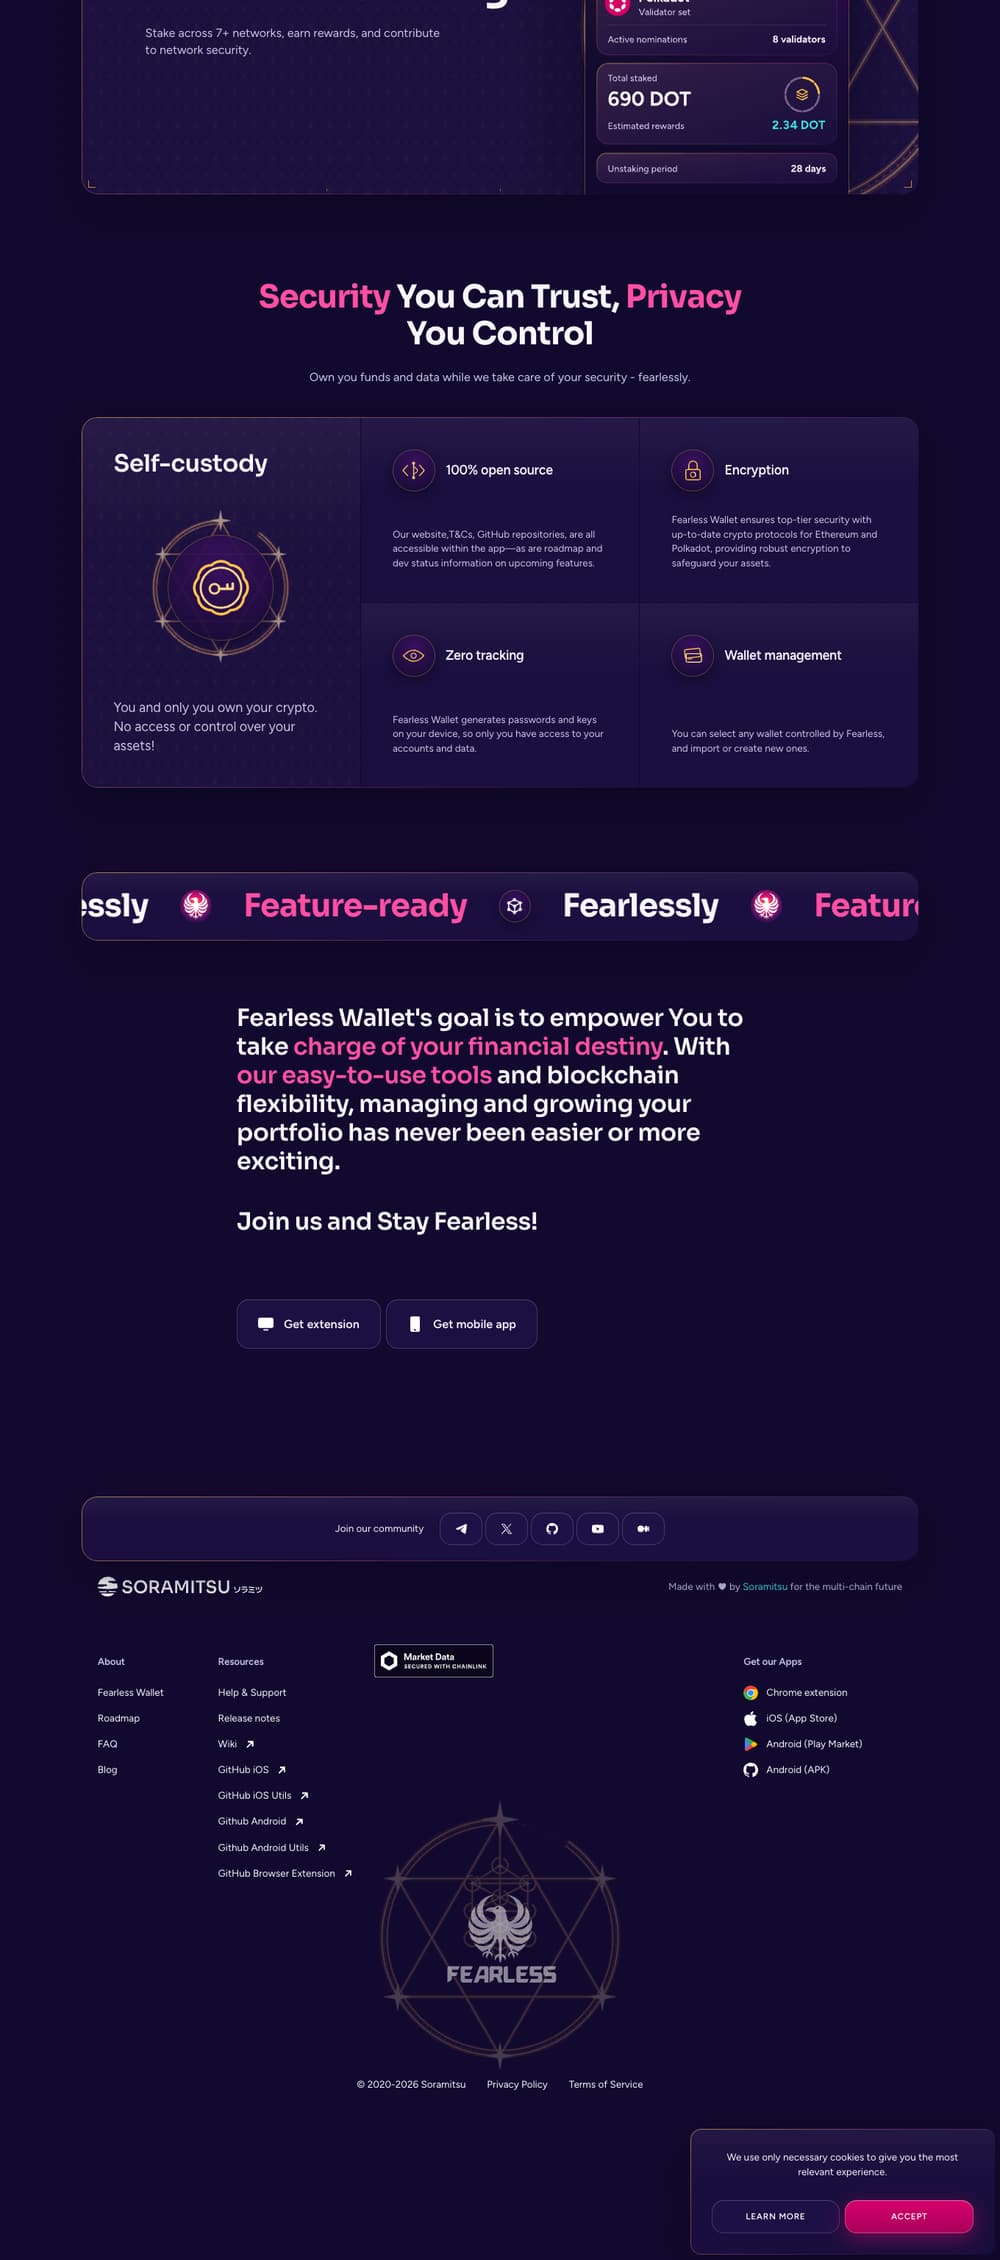 Stake across 7+ networks, earn rewards, and contribute
to network security.
Validator set
Active nominations 8 validators
Total staked
690 DOT
Estimated rewards 2.34 DOT
Unstaking period 28 days
Security You Can Trust, Privacy
You Control
Own you funds and data while we take care of your security - fearlessly.
Self-custody
You and only you own your crypto.
No access or control over your
assets!
100% open source
Our website,T&Cs, GitHub repositories, are all
accessible within the app—as are roadmap and
dev status information on upcoming features.
Encryption
Fearless Wallet ensures top-tier security with
up-to-date crypto protocols for Ethereum and
Polkadot, providing robust encryption to
safeguard your assets.
Zero tracking
Fearless Wallet generates passwords and keys
on your device, so only you have access to your
accounts and data.
Wallet management
You can select any wallet controlled by Fearless,
and import or create new ones.
essly Feature-ready Fearlessly Feature
Fearless Wallet's goal is to empower You to
take charge of your financial destiny. With
our easy-to-use tools and blockchain
flexibility, managing and growing your
portfolio has never been easier or more
exciting.
Join us and Stay Fearless!
Get extension
Get mobile app
Join our community
SORAMITSU ソラミツ
Made with ♥ by Soramitsu for the multi-chain future
About
Fearless Wallet
Roadmap
FAQ
Blog
Resources
Help & Support
Release notes
Wiki
GitHub iOS
GitHub iOS Utils
Github Android
Github Android Utils
GitHub Browser Extension
Market Data
SECURED WITH CHAINLINK
Get our Apps
Chrome extension
iOS (App Store)
Android (Play Market)
Android (APK)
FEARLESS
© 2020-2026 Soramitsu
Privacy Policy
Terms of Service
We use only necessary cookies to give you the most
relevant experience.
LEARN MORE
ACCEPT